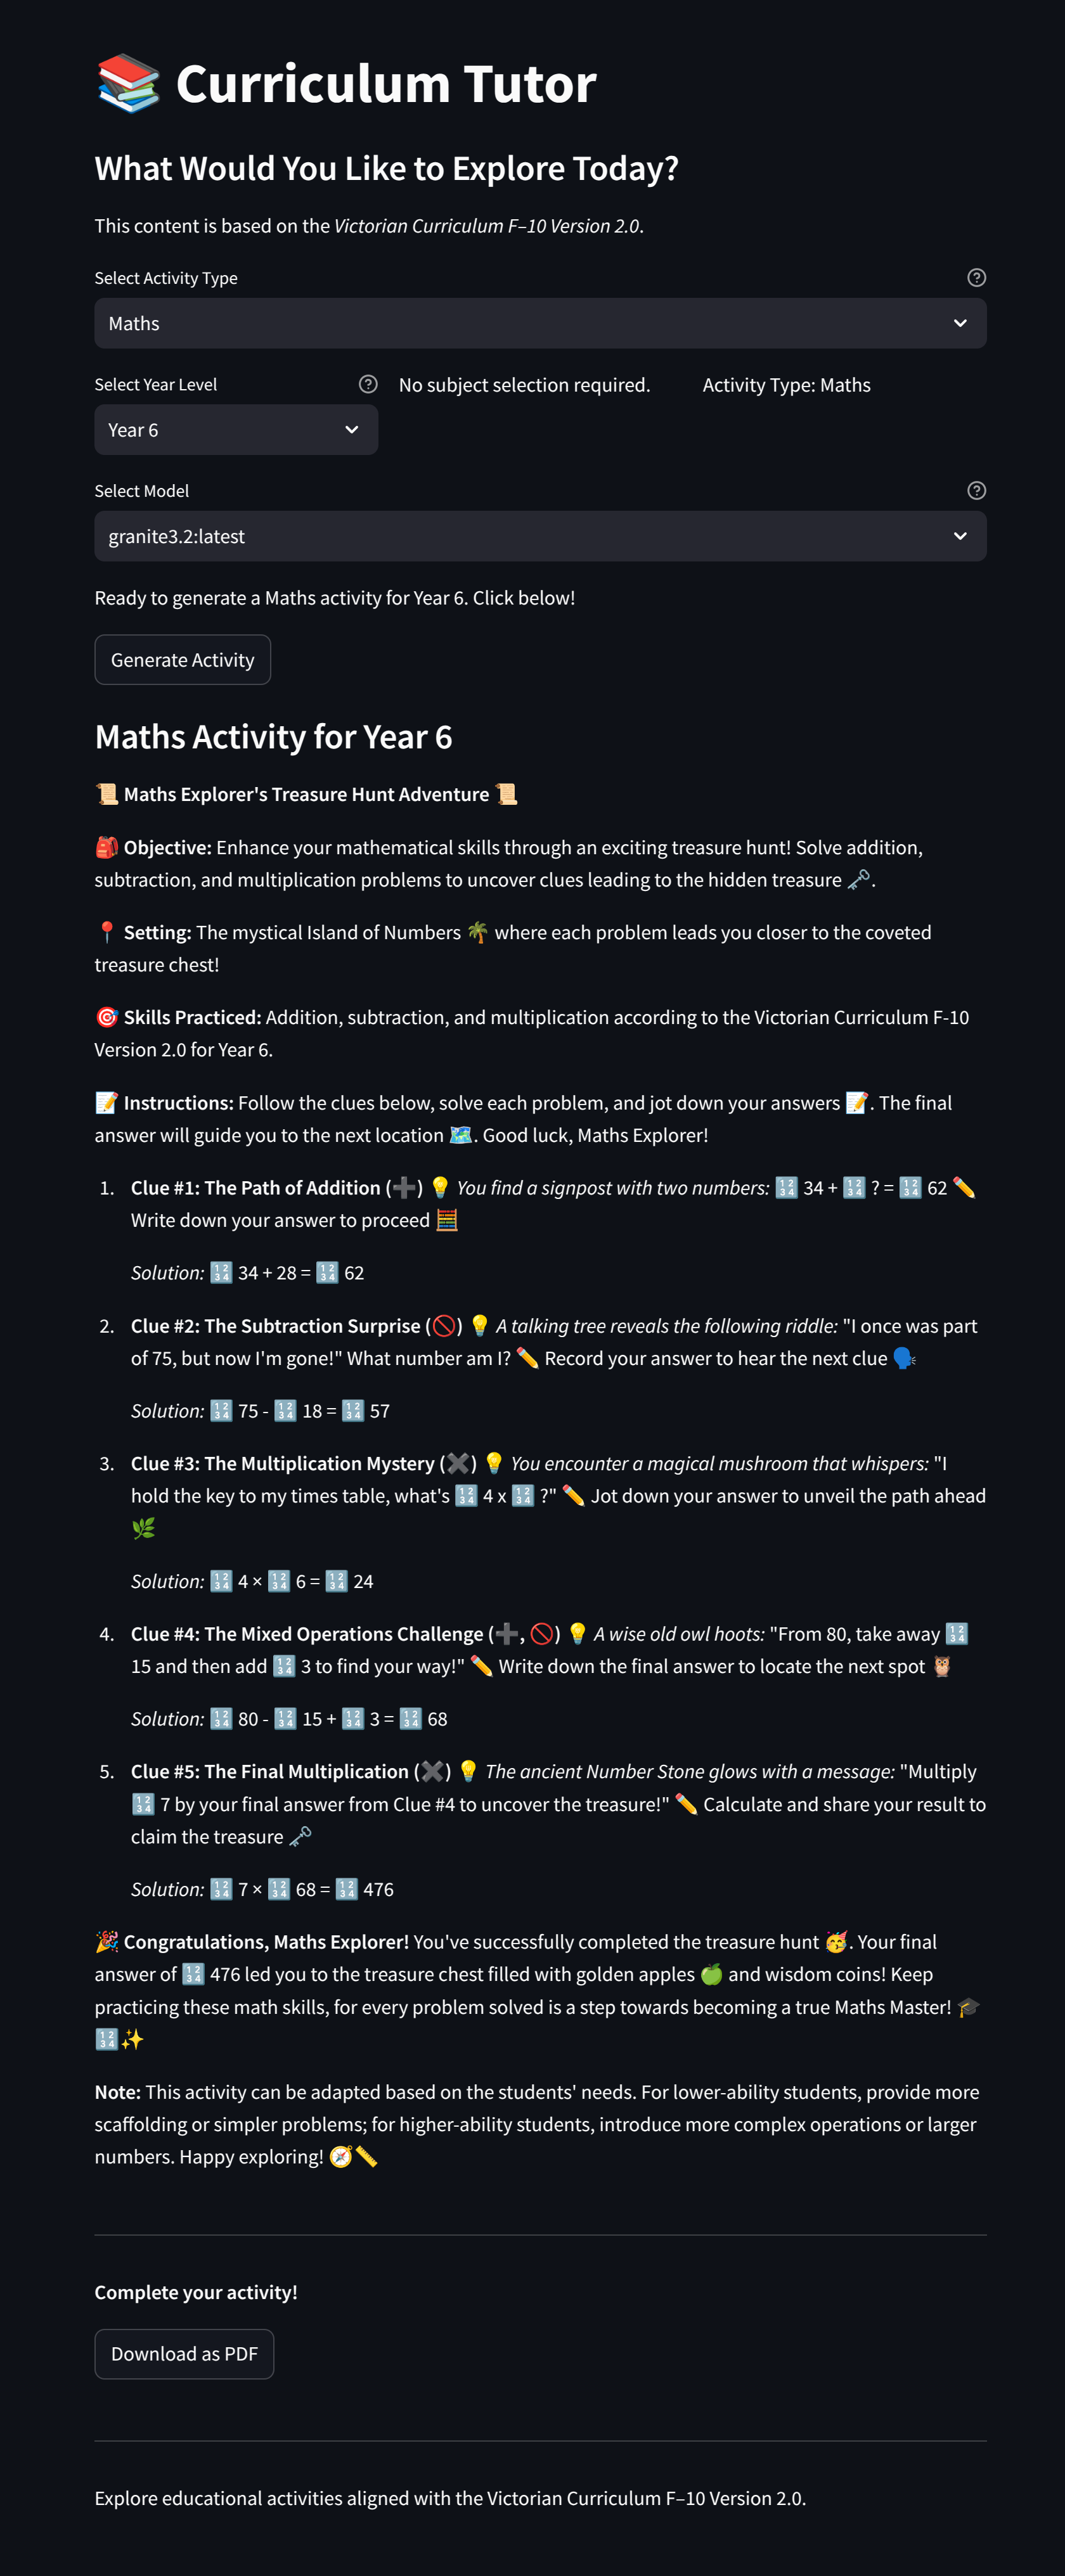 📚 Curriculum Tutor
What Would You Like to Explore Today?
This content is based on the Victorian Curriculum F–10 Version 2.0.
Select Activity Type
Maths
Select Year Level
No subject selection required.
Activity Type: Maths
Year 6
Select Model
granite3.2:latest
Ready to generate a Maths activity for Year 6. Click below!
Generate Activity
Maths Activity for Year 6
📜 Maths Explorer's Treasure Hunt Adventure 📜
🎒 Objective: Enhance your mathematical skills through an exciting treasure hunt! Solve addition,
subtraction, and multiplication problems to uncover clues leading to the hidden treasure 🗝️.
📍 Setting: The mystical Island of Numbers 🌴 where each problem leads you closer to the coveted
treasure chest!
🎯 Skills Practiced: Addition, subtraction, and multiplication according to the Victorian Curriculum F-10
Version 2.0 for Year 6.
📝 Instructions: Follow the clues below, solve each problem, and jot down your answers 📝. The final
answer will guide you to the next location 🗺️. Good luck, Maths Explorer!
1. Clue #1: The Path of Addition (➕) 💡 You find a signpost with two numbers: 🔢 34 + 🔢 ? = 🔢 62 ✏️
Write down your answer to proceed 🧮
Solution: 🔢 34 + 28 = 🔢 62
2. Clue #2: The Subtraction Surprise (🚫) 💡 A talking tree reveals the following riddle: "I once was part
of 75, but now I'm gone!" What number am I? ✏️ Record your answer to hear the next clue 🗣️
Solution: 🔢 75 - 🔢 18 = 🔢 57
3. Clue #3: The Multiplication Mystery (✖️) 💡 You encounter a magical mushroom that whispers: "I
hold the key to my times table, what's 🔢 4 x 🔢 ?" ✏️ Jot down your answer to unveil the path ahead
🌿
Solution: 🔢 4 × 🔢 6 = 🔢 24
4. Clue #4: The Mixed Operations Challenge (➕, 🚫) 💡 A wise old owl hoots: "From 80, take away 🔢
15 and then add 🔢 3 to find your way!" ✏️ Write down the final answer to locate the next spot 🦉
Solution: 🔢 80 - 🔢 15 + 🔢 3 = 🔢 68
5. Clue #5: The Final Multiplication (✖️) 💡 The ancient Number Stone glows with a message: "Multiply
🔢 7 by your final answer from Clue #4 to uncover the treasure!" ✏️ Calculate and share your result to
claim the treasure 🗝️
Solution: 🔢 7 × 🔢 68 = 🔢 476
🎉 Congratulations, Maths Explorer! You've successfully completed the treasure hunt 🥳. Your final
answer of 🔢 476 led you to the treasure chest filled with golden apples 🍏 and wisdom coins! Keep
practicing these math skills, for every problem solved is a step towards becoming a true Maths Master! 🎓
🔢✨
Note: This activity can be adapted based on the students' needs. For lower-ability students, provide more
scaffolding or simpler problems; for higher-ability students, introduce more complex operations or larger
numbers. Happy exploring! 🧭📏
Complete your activity!
Download as PDF
Explore educational activities aligned with the Victorian Curriculum F–10 Version 2.0.